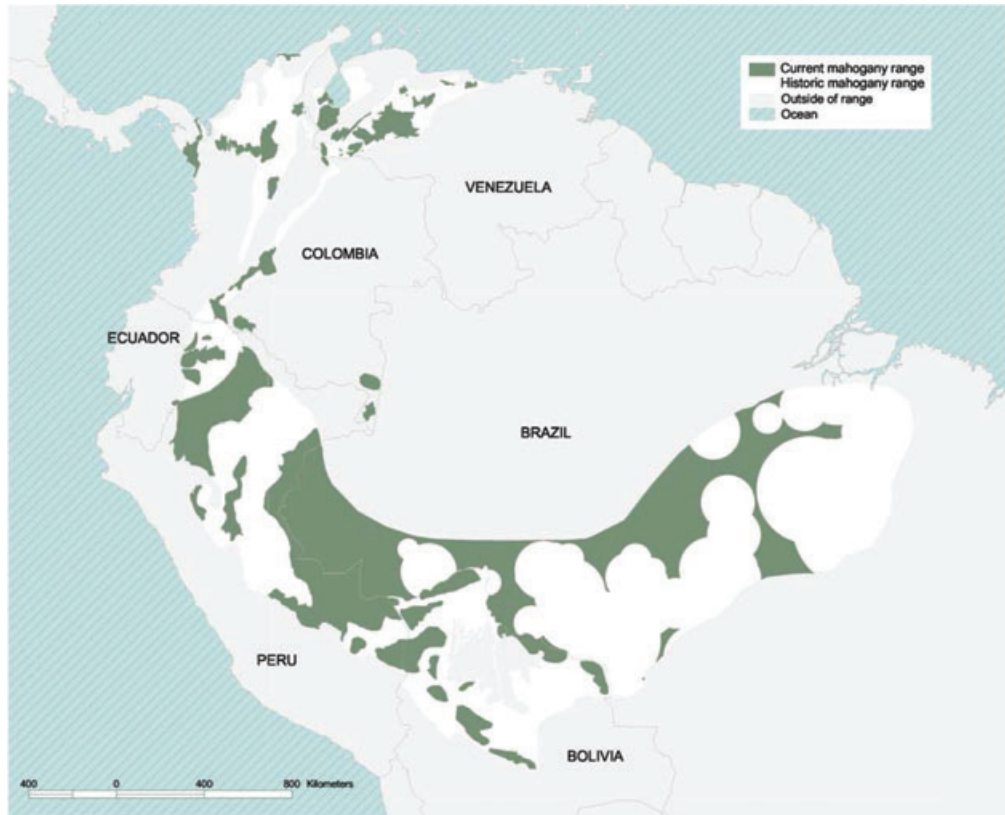 Current mahogany range
Historic mahogany range
Outside of range
Ocean
VENEZUELA
COLOMBIA
ECUADOR
BRAZIL
PERU
BOLIVIA
400 0 400 800 Kilometers